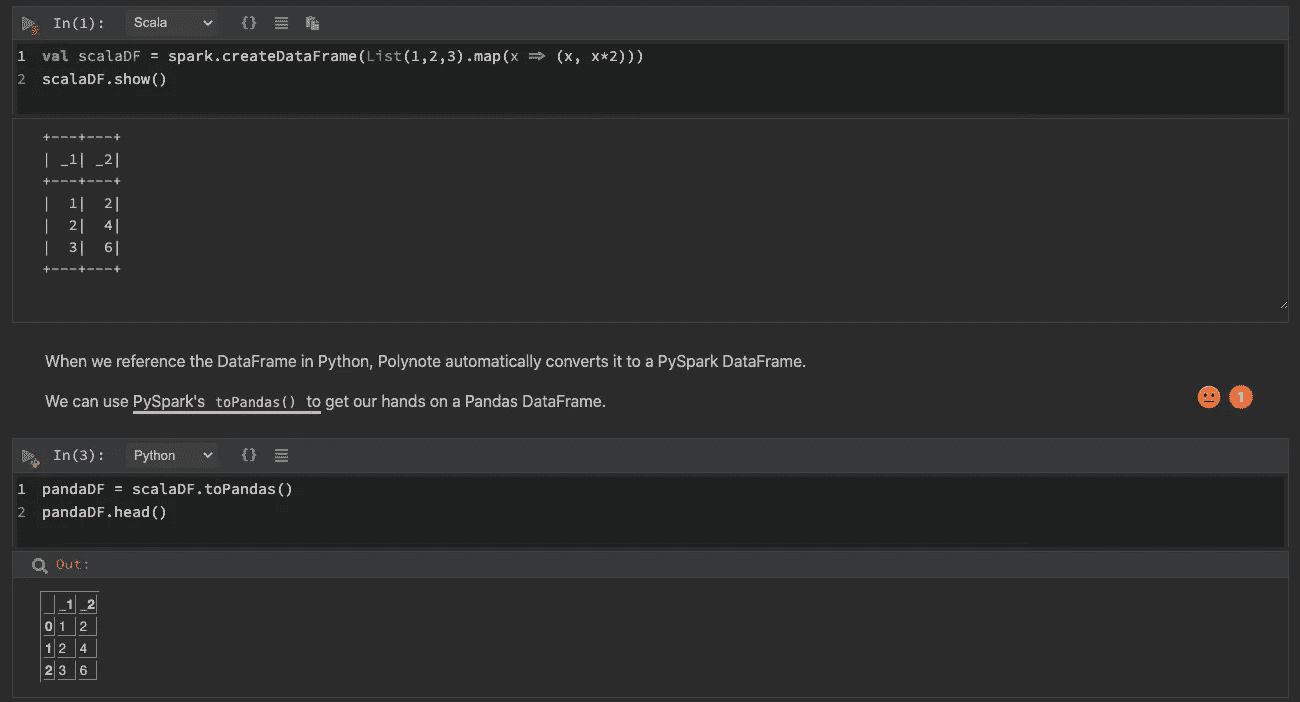 In(1): Scala {}
1 val scalaDF = spark.createDataFrame(List(1,2,3).map(x ⇒ (x, x*2)))
2 scalaDF.show()
+---+---+
| _1| _2|
+---+---+
|  1|  2|
|  2|  4|
|  3|  6|
+---+---+
When we reference the DataFrame in Python, Polynote automatically converts it to a PySpark DataFrame.
We can use PySpark's toPandas() to get our hands on a Pandas DataFrame.
1
In(3): Python {}
1 pandaDF = scalaDF.toPandas()
2 pandaDF.head()
Out:
_1 _2
0 1 2
1 2 4
2 3 6